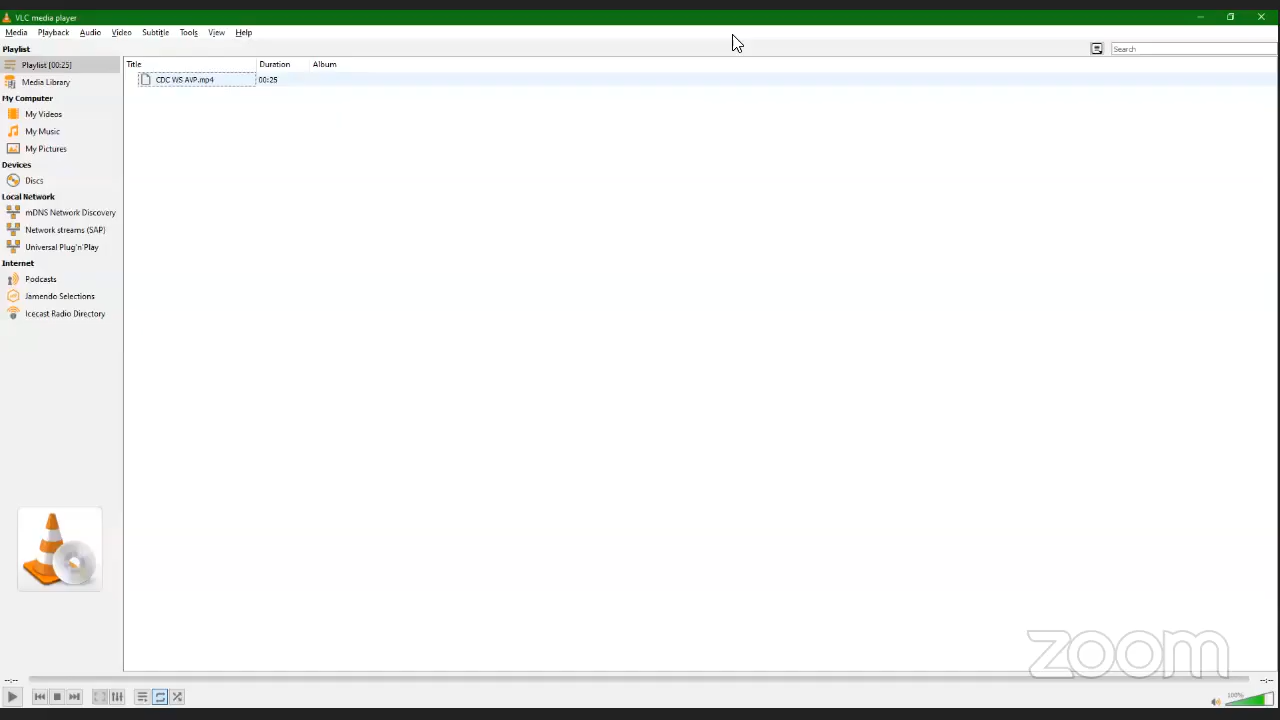 VLC media player
Media Playback Audio Video Subtitle Tools View Help
Playlist
Search
Playlist [00:25]
Title Duration Album
CDC WS AVP.mp4 00:25
Media Library
My Computer
My Videos
My Music
My Pictures
Devices
Discs
Local Network
mDNS Network Discovery
Network streams (SAP)
Universal Plug'n'Play
Internet
Podcasts
Jamendo Selections
Icecast Radio Directory
zoom
--:-- --:--
100%